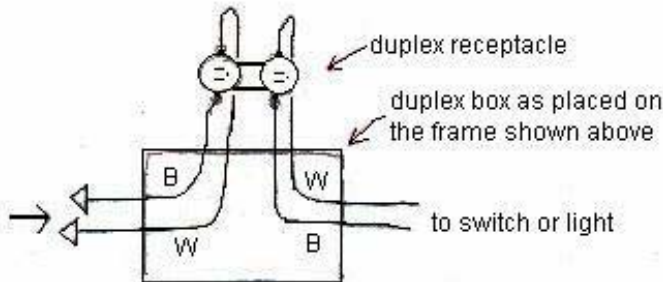 duplex receptacle
duplex box as placed on
the frame shown above
B
W
to switch or light
W
B